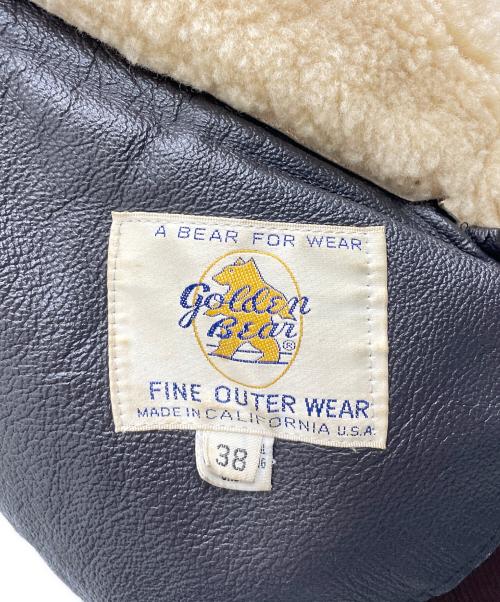 A BEAR FOR WEAR
Golden
Bear
®
FINE OUTER WEAR
MADE IN CALIFORNIA U.S.A.
38